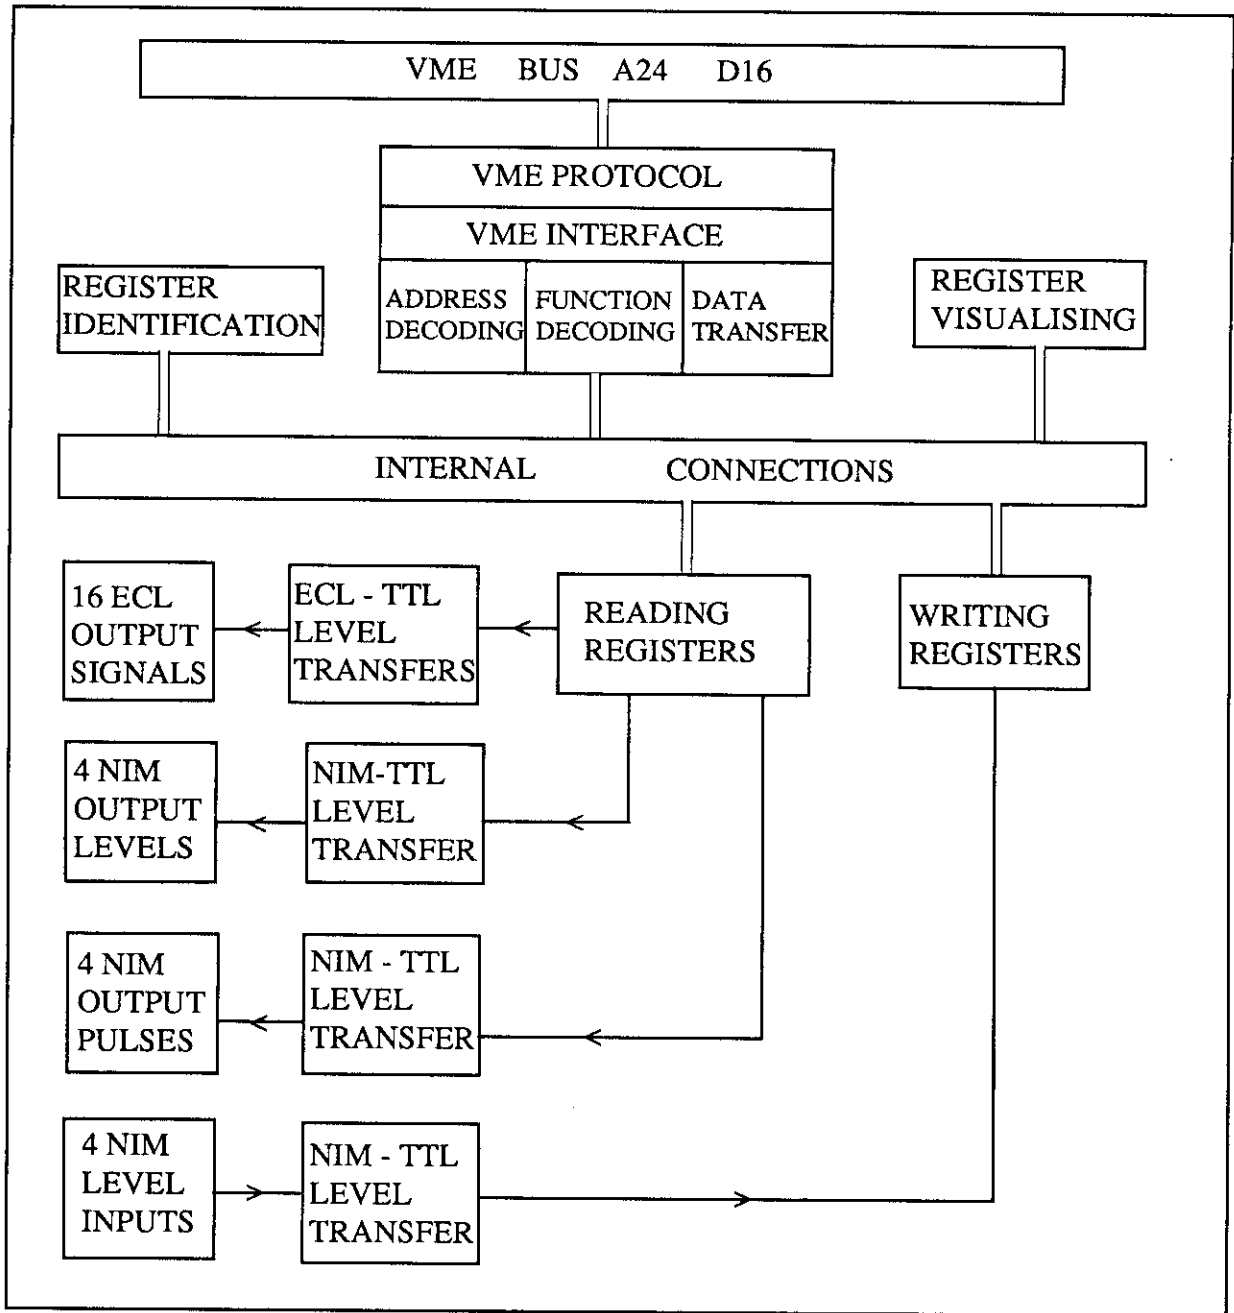 VME BUS A24 D16
VME PROTOCOL
VME INTERFACE
REGISTER
IDENTIFICATION
ADDRESS
DECODING
FUNCTION
DECODING
DATA
TRANSFER
REGISTER
VISUALISING
INTERNAL CONNECTIONS
16 ECL
OUTPUT
SIGNALS
ECL - TTL
LEVEL
TRANSFERS
READING
REGISTERS
WRITING
REGISTERS
4 NIM
OUTPUT
LEVELS
NIM-TTL
LEVEL
TRANSFER
4 NIM
OUTPUT
PULSES
NIM - TTL
LEVEL
TRANSFER
4 NIM
LEVEL
INPUTS
NIM - TTL
LEVEL
TRANSFER